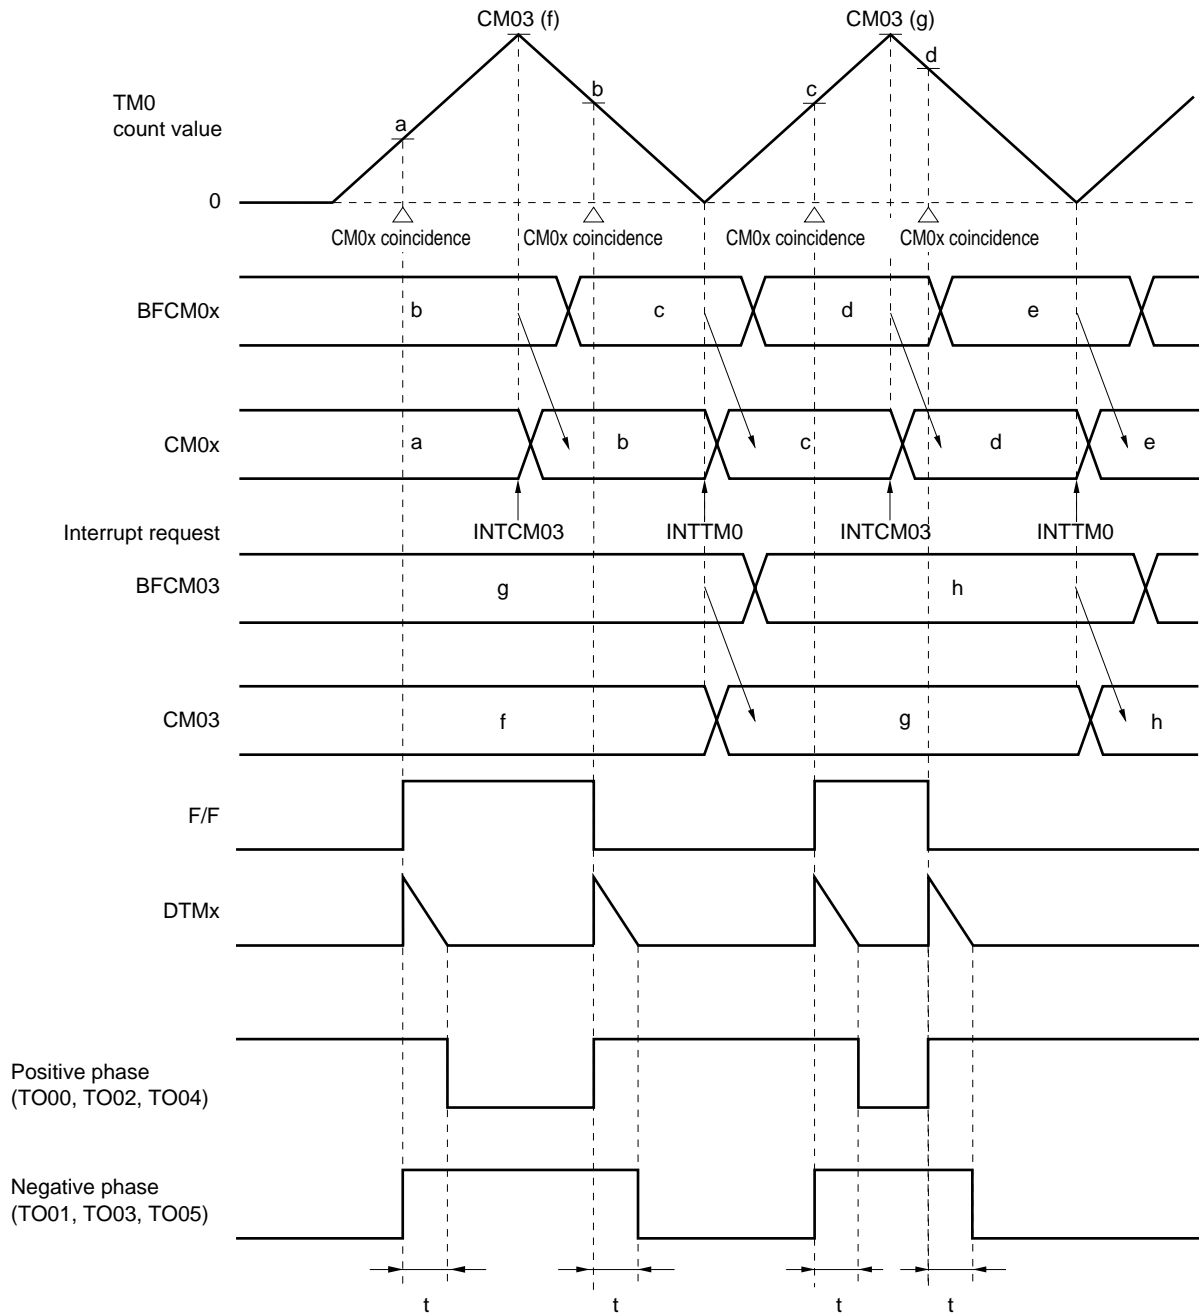 CM03 (f)
CM03 (g)
d
b
c
TM0
count value
a
0
CM0x coincidence
CM0x coincidence
CM0x coincidence
CM0x coincidence
BFCM0x
b
c
d
e
CM0x
a
b
c
d
e
Interrupt request
INTCM03
INTTM0
INTCM03
INTTM0
BFCM03
g
h
CM03
f
g
h
F/F
DTMx
Positive phase
(TO00, TO02, TO04)
Negative phase
(TO01, TO03, TO05)
t
t
t
t